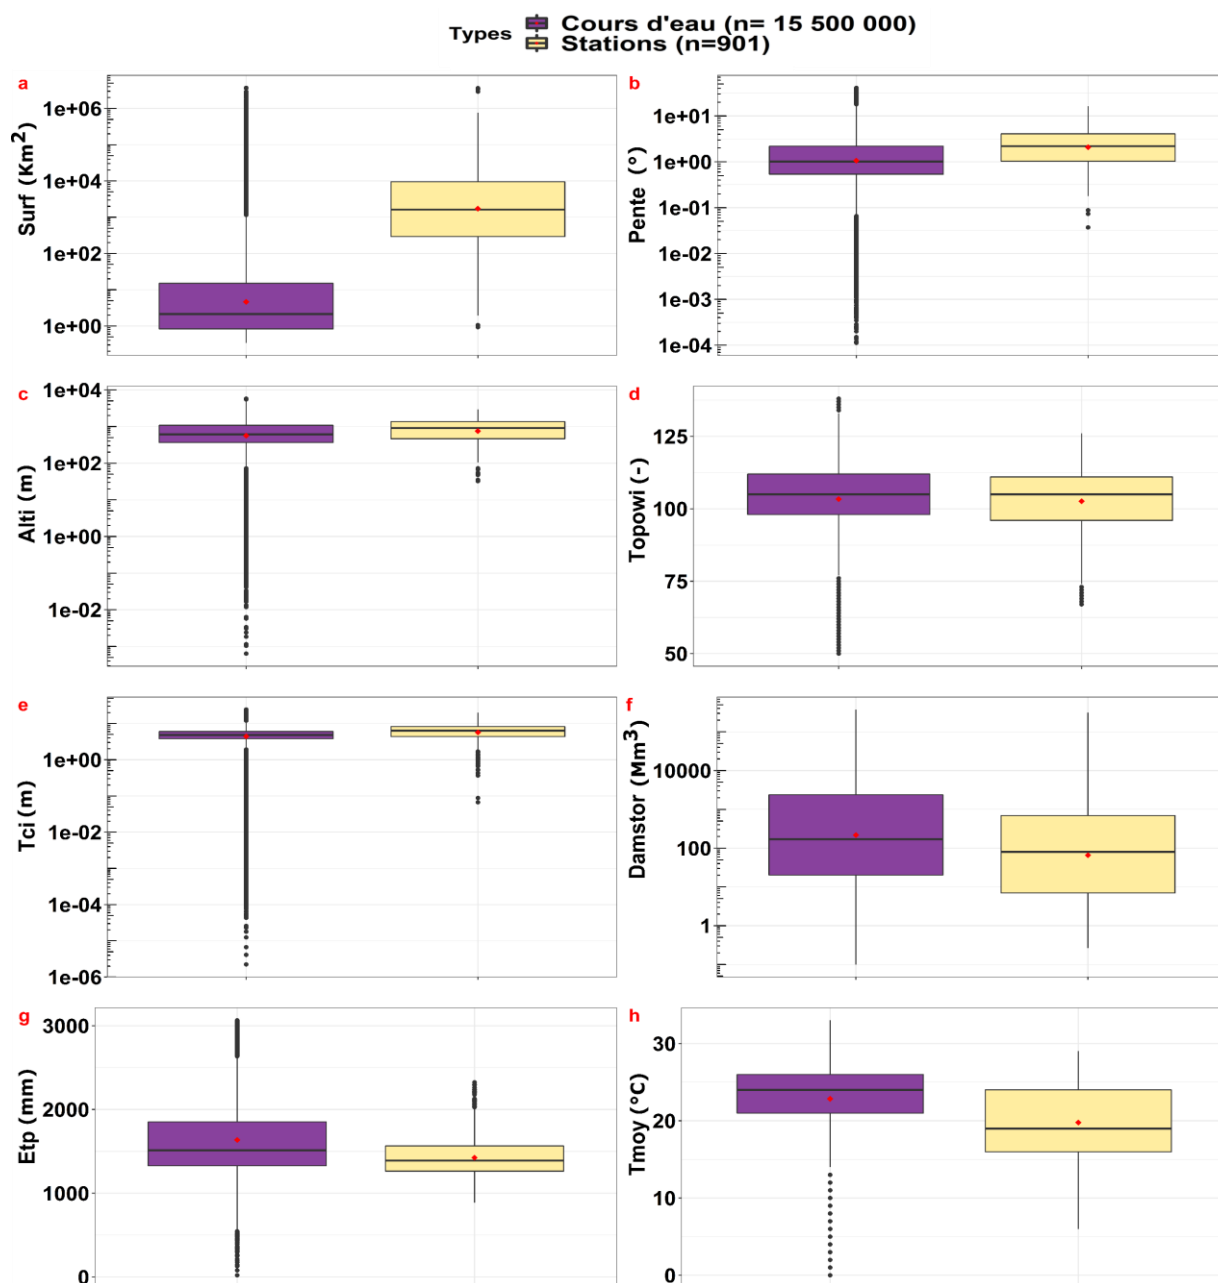 Types
Cours d'eau (n= 15 500 000)
Stations (n=901)
a
Surf (Km²)
1e+06
1e+04
1e+02
1e+00
b
Pente (°)
1e+01
1e+00
1e-01
1e-02
1e-03
1e-04
c
Alti (m)
1e+04
1e+02
1e+00
1e-02
d
Topowi (-)
125
100
75
50
e
Tci (m)
1e+00
1e-02
1e-04
1e-06
f
Damstor (Mm³)
10000
100
1
g
Etp (mm)
3000
2000
1000
0
h
Tmoy (°C)
30
20
10
0